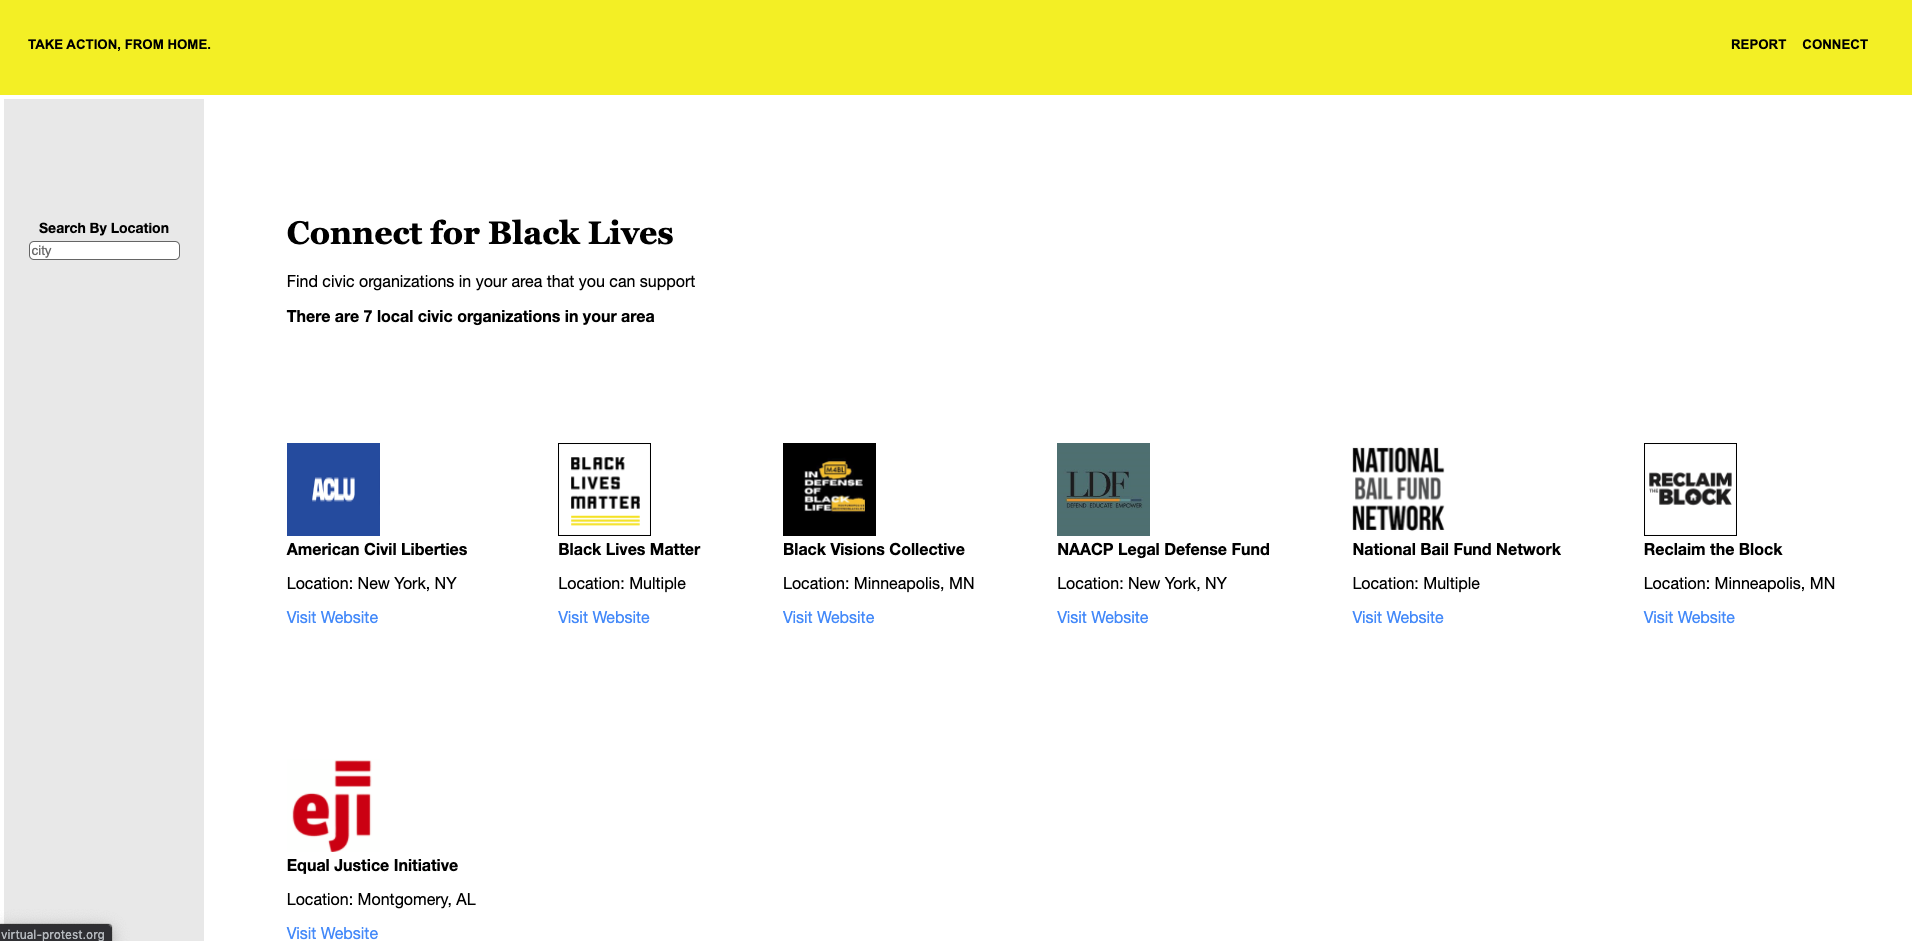 TAKE ACTION, FROM HOME.
REPORT CONNECT
Search By Location
city
Connect for Black Lives
Find civic organizations in your area that you can support
There are 7 local civic organizations in your area
ACLU
American Civil Liberties
Location: New York, NY
Visit Website
BLACK
LIVES
MATTER
Black Lives Matter
Location: Multiple
Visit Website
M4BL
IN
DEFENSE
OF
BLACK
LIFE
Black Visions Collective
Location: Minneapolis, MN
Visit Website
LDF
DEFEND EDUCATE EMPOWER
NAACP Legal Defense Fund
Location: New York, NY
Visit Website
NATIONAL
BAIL FUND
NETWORK
National Bail Fund Network
Location: Multiple
Visit Website
RECLAIM
THE BLOCK
Reclaim the Block
Location: Minneapolis, MN
Visit Website
eji
Equal Justice Initiative
Location: Montgomery, AL
Visit Website
virtual-protest.org